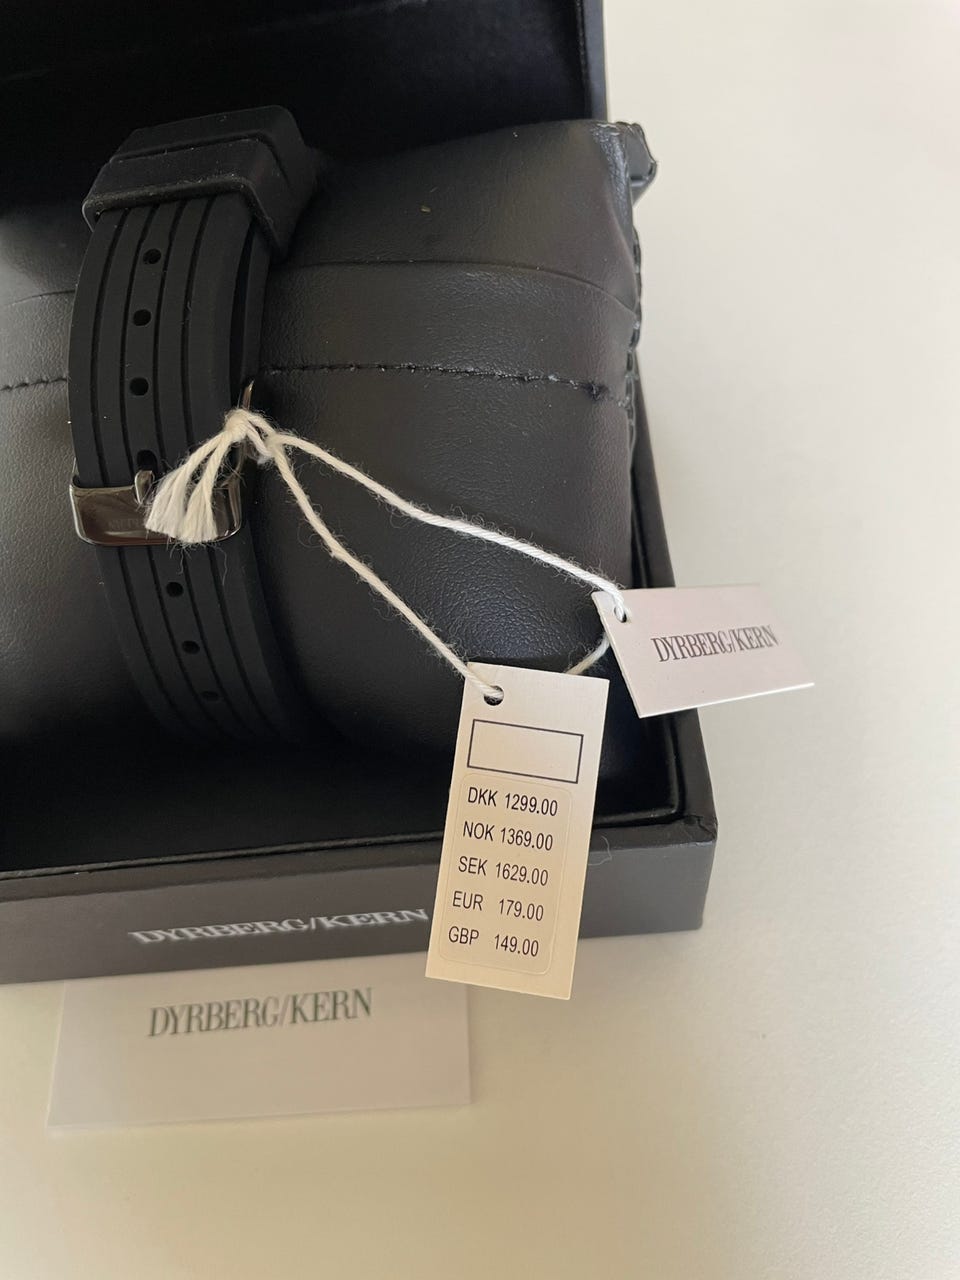 DYRBERG/KERN
DKK 1299.00
NOK 1369.00
SEK 1629.00
EUR 179.00
GBP 149.00
DYRBERG/KERN
DYRBERG/KERN